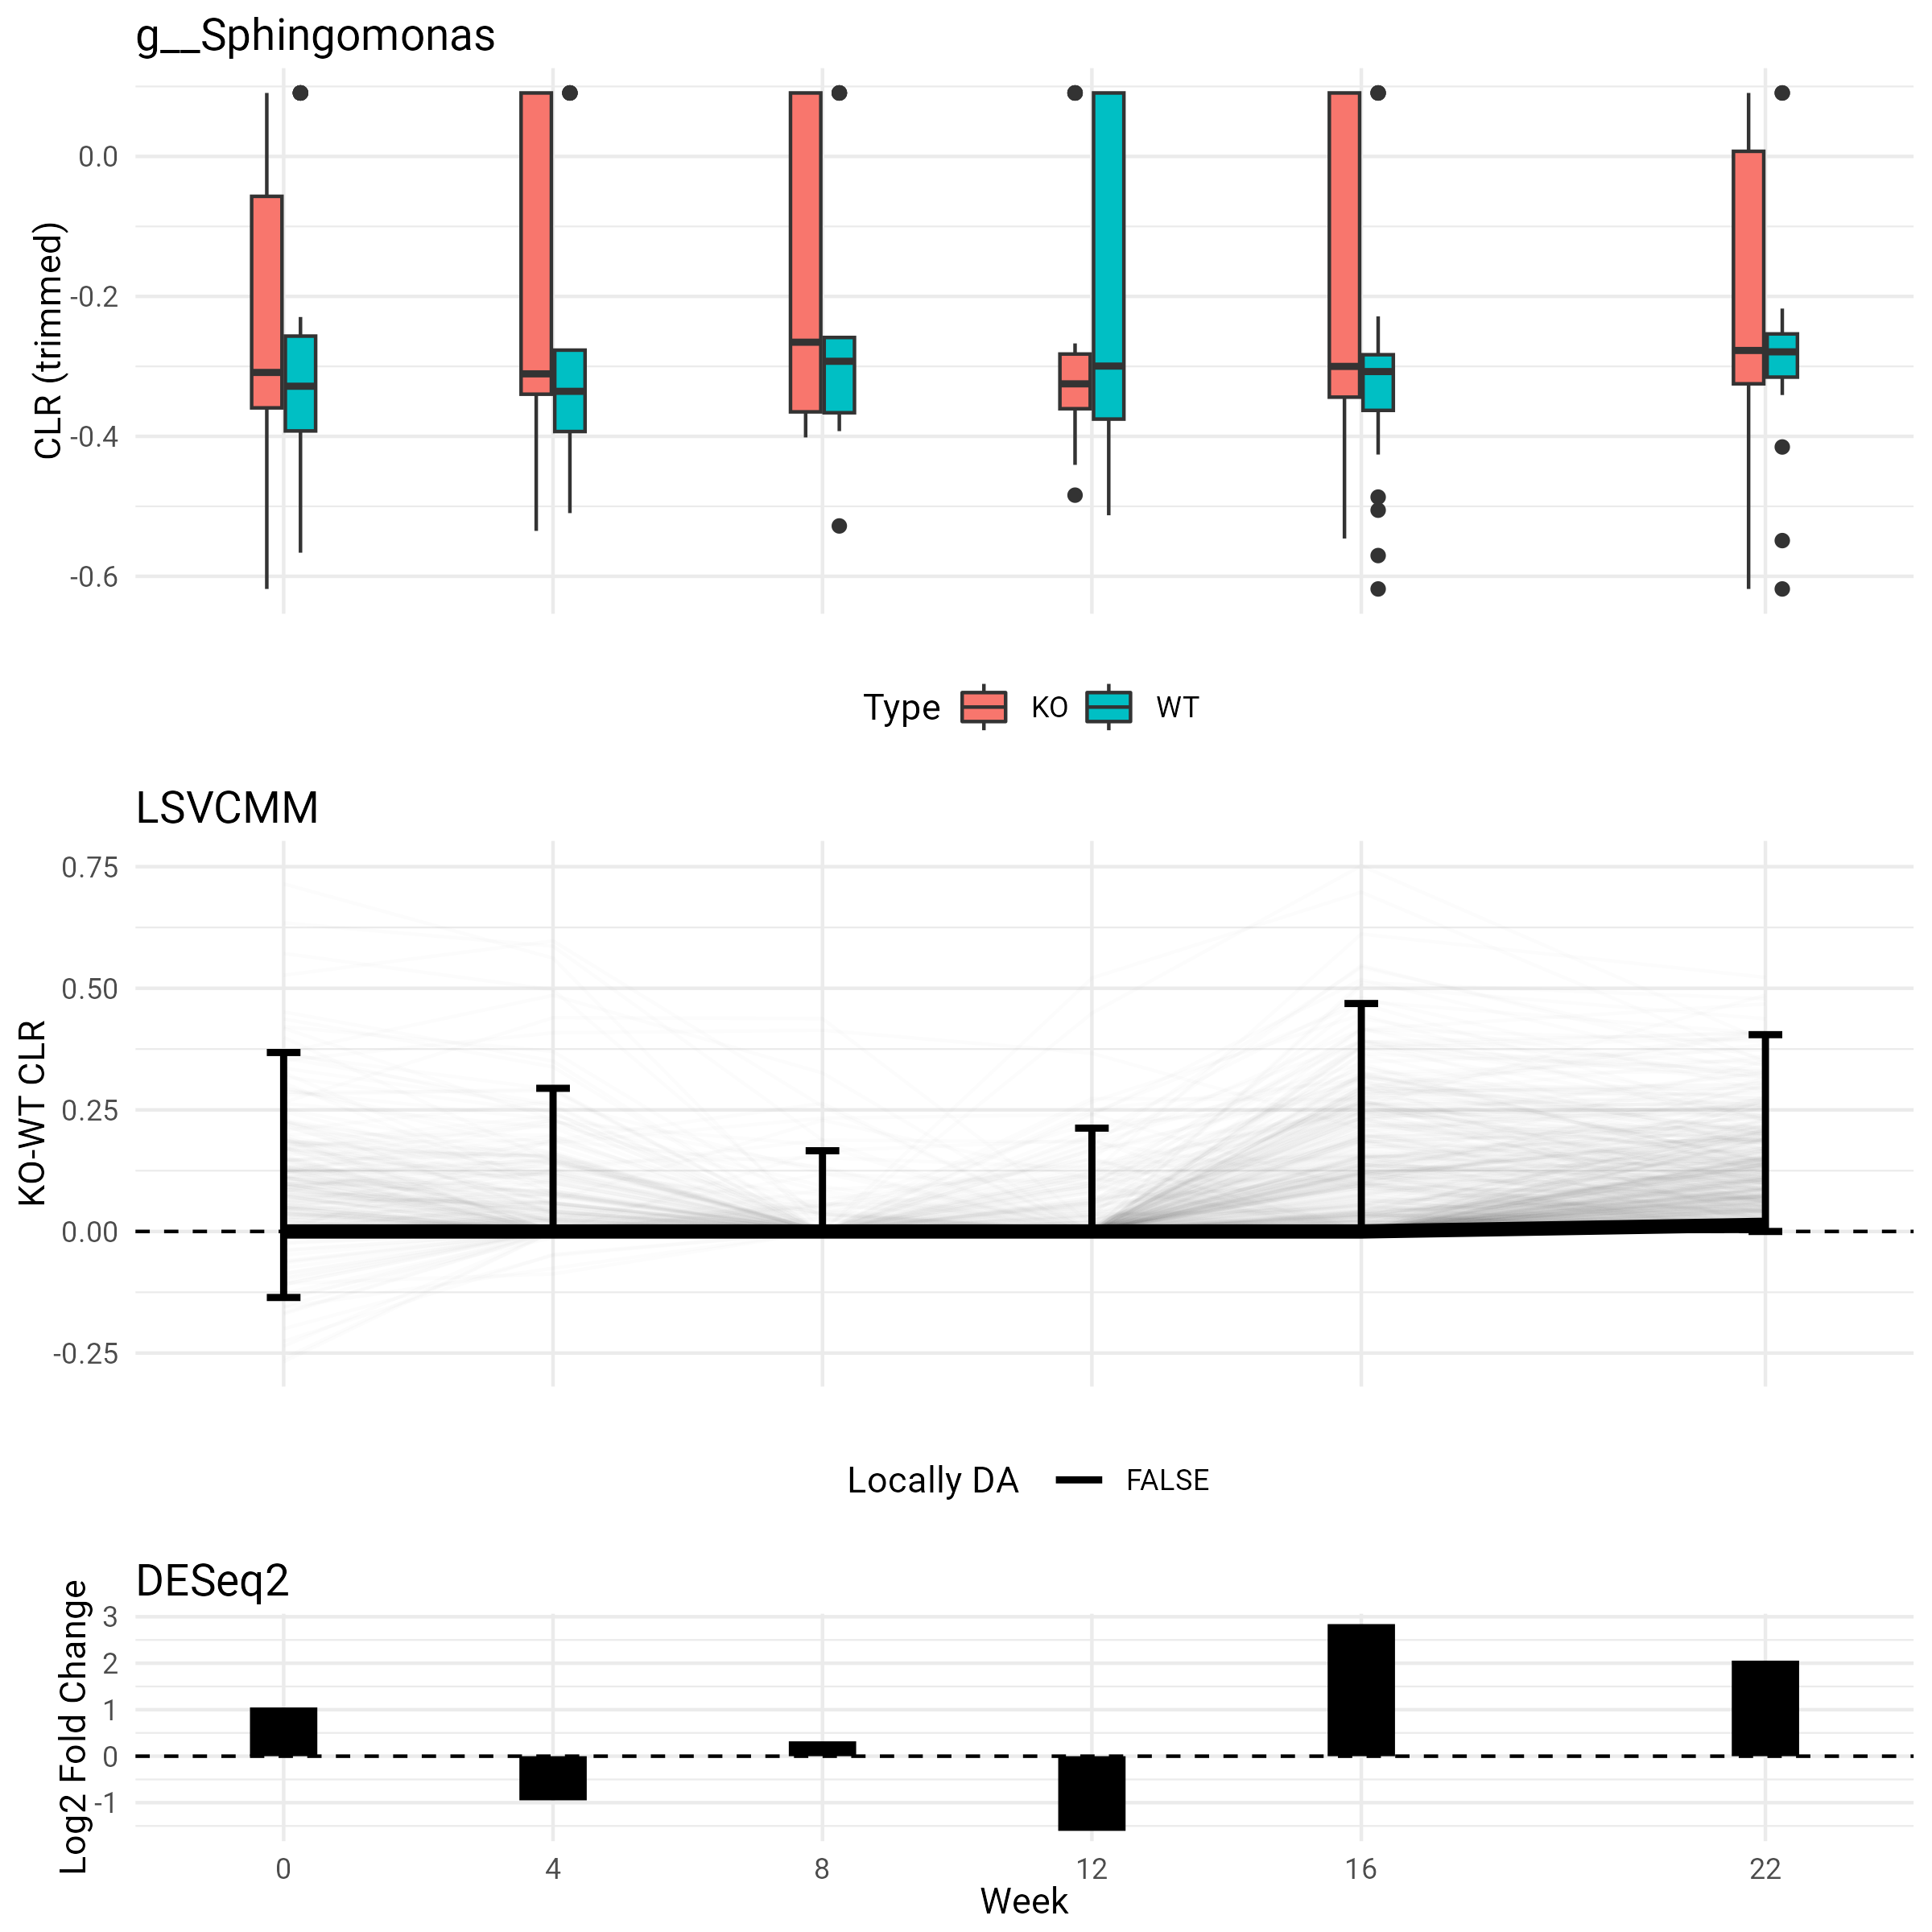 g__Sphingomonas
CLR (trimmed)
0.0
-0.2
-0.4
-0.6
Type KO WT
LSVCMM
KO-WT CLR
0.75
0.50
0.25
0.00
-0.25
Locally DA FALSE
DESeq2
Log2 Fold Change
3
2
1
0
-1
0 4 8 12 16 22
Week